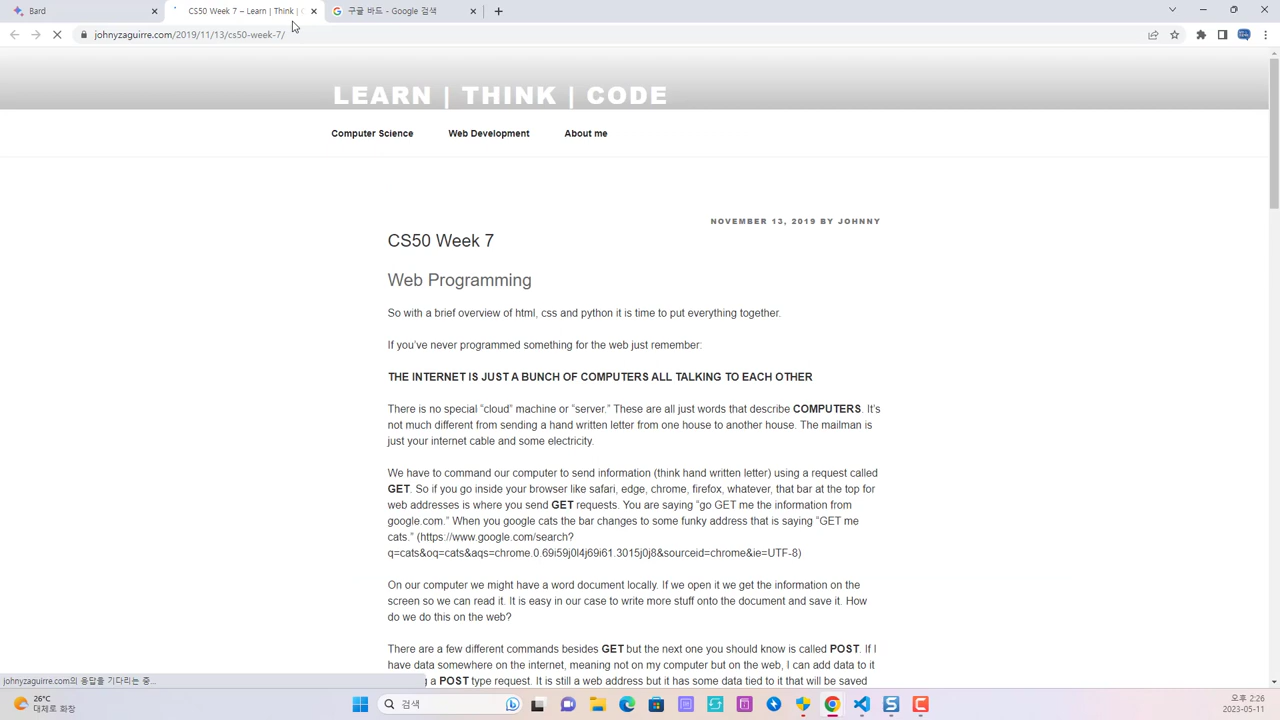 Bard
CS50 Week 7 – Learn | Think |
구글 바드 - Google 검색
johnyzaguirre.com/2019/11/13/cs50-week-7/
LEARN | THINK | CODE
Computer Science
Web Development
About me
NOVEMBER 13, 2019 BY JOHNNY
CS50 Week 7
Web Programming
So with a brief overview of html, css and python it is time to put everything together.
If you've never programmed something for the web just remember:
THE INTERNET IS JUST A BUNCH OF COMPUTERS ALL TALKING TO EACH OTHER
There is no special “cloud” machine or “server.” These are all just words that describe COMPUTERS. It's
not much different from sending a hand written letter from one house to another house. The mailman is
just your internet cable and some electricity.
We have to command our computer to send information (think hand written letter) using a request called
GET. So if you go inside your browser like safari, edge, chrome, firefox, whatever, that bar at the top for
web addresses is where you send GET requests. You are saying “go GET me the information from
google.com.” When you google cats the bar changes to some funky address that is saying “GET me
cats.” (https://www.google.com/search?
q=cats&oq=cats&aqs=chrome.0.69i59j0l4j69i61.3015j0j8&sourceid=chrome&ie=UTF-8)
On our computer we might have a word document locally. If we open it we get the information on the
screen so we can read it. It is easy in our case to write more stuff onto the document and save it. How
do we do this on the web?
There are a few different commands besides GET but the next one you should know is called POST. If I
have data somewhere on the internet, meaning not on my computer but on the web, I can add data to it
a POST type request. It is still a web address but it has some data tied to it that will be saved
johnyzaguirre.com의 응답을 기다리는 중...
26°C
대체로 화창
검색
오후 2:26
2023-05-11